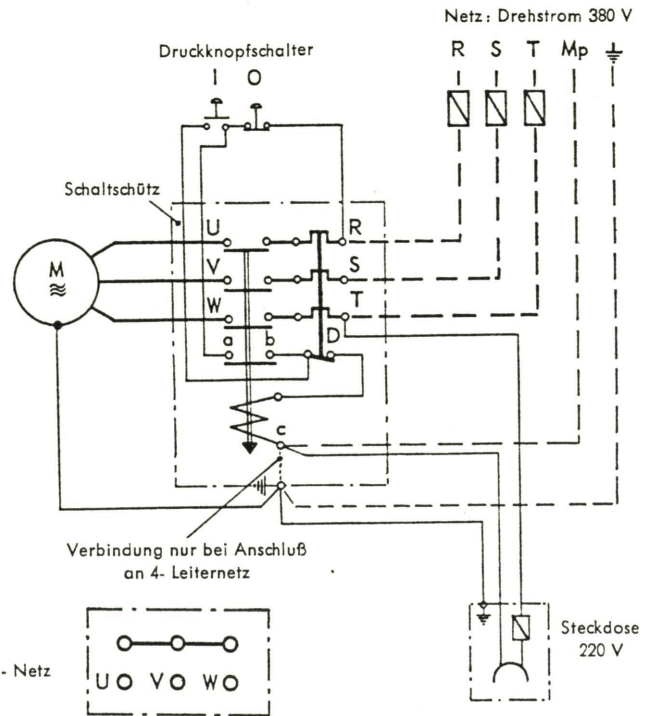 Netz: Drehstrom 380 V
R S T Mp
Druckknopfschalter
I O
Schaltschütz
U R
M V S
W T
a b D
c
Verbindung nur bei Anschluß
an 4- Leiternetz
Steckdose
220 V
- Netz
U V W